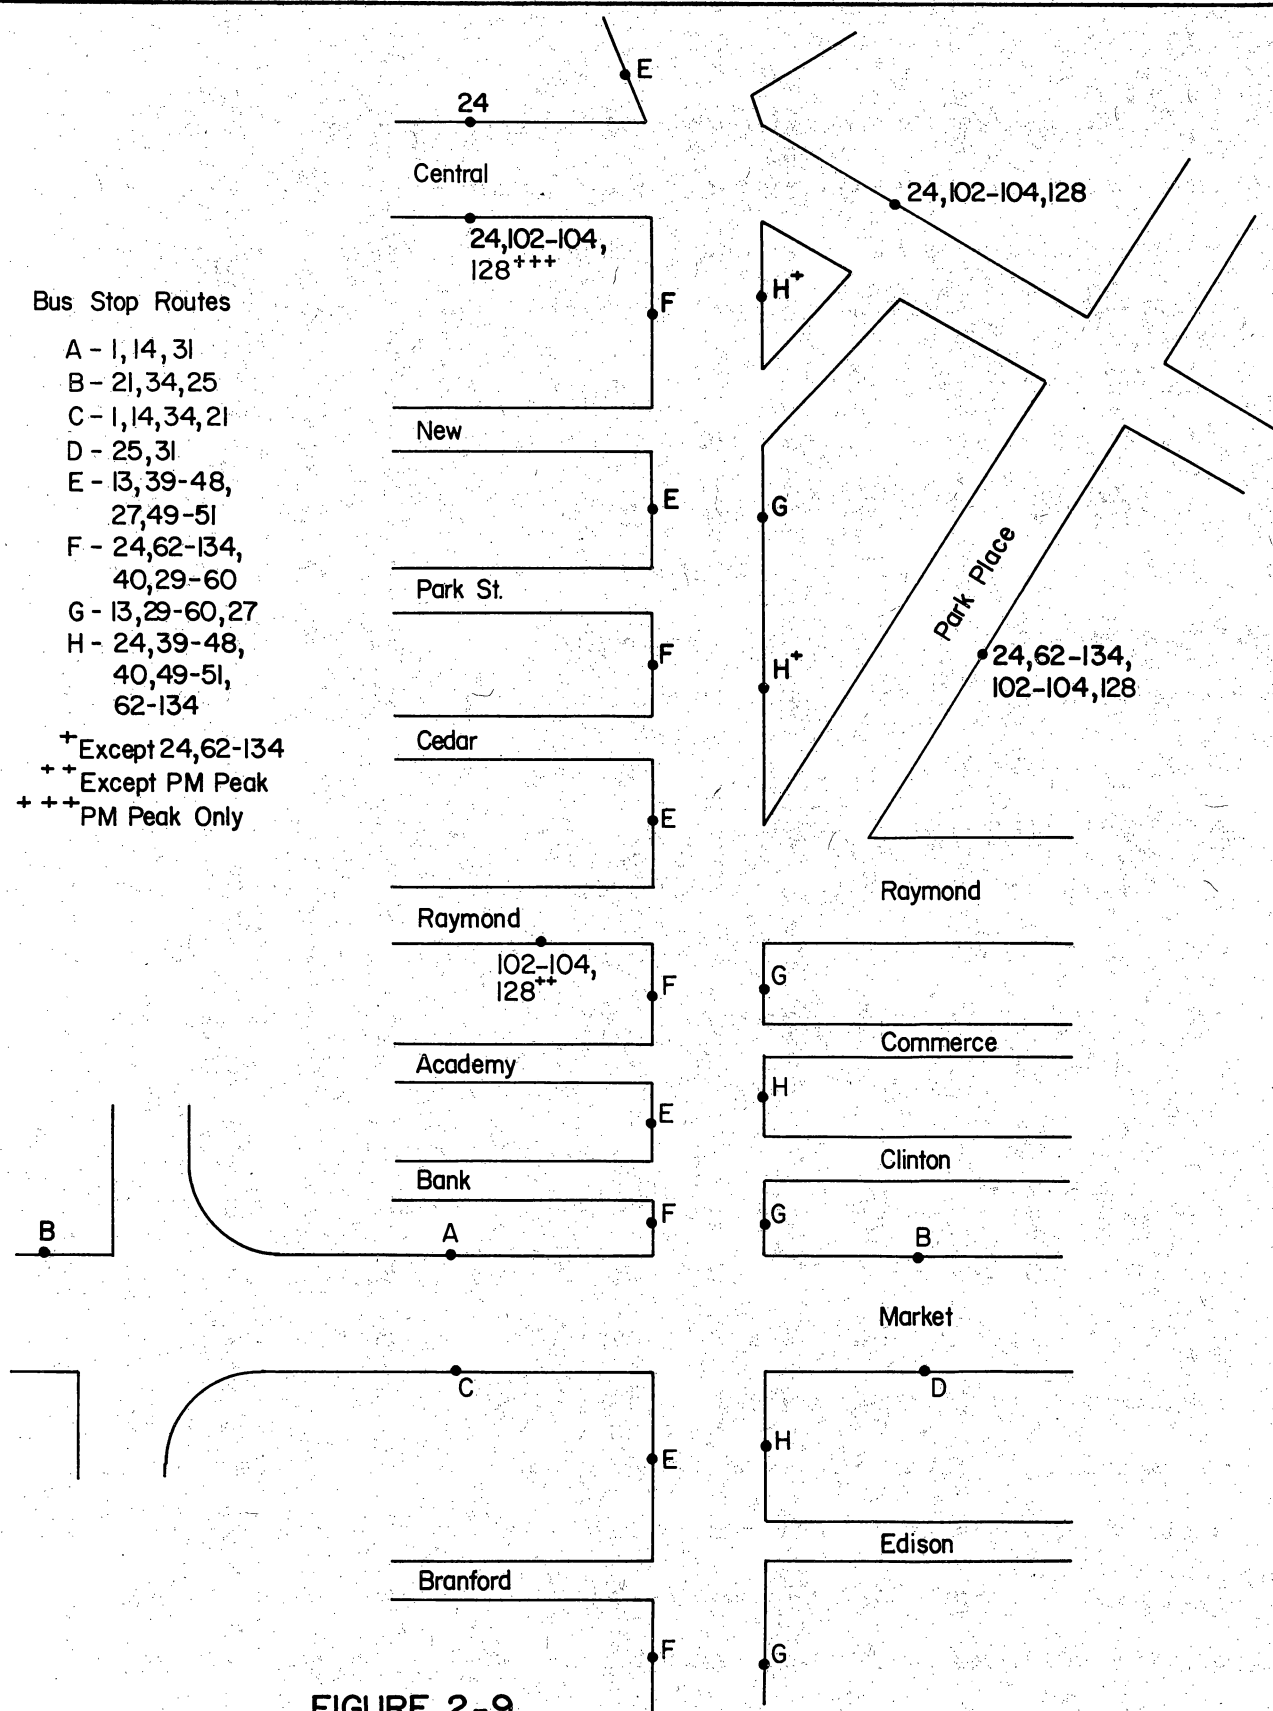 E
24
Central
24,102-104,128
24,102-104,
128+++
H+
F
Bus Stop Routes
A - 1,14,31
B - 21,34,25
C - 1,14,34,21
D - 25,31
E - 13,39-48,
27,49-51
F - 24,62-134,
40,29-60
G - 13,29-60,27
H - 24,39-48,
40,49-51,
62-134
+Except 24,62-134
++Except PM Peak
+++PM Peak Only
New
E
G
Park Place
Park St.
F
H+
24,62-134,
102-104,128
Cedar
E
Raymond
Raymond
102-104,
128++
F
G
Commerce
Academy
H
E
Clinton
Bank
F
G
B
A
B
Market
C
D
H
E
Edison
Branford
F
G
FIGURE 2-9